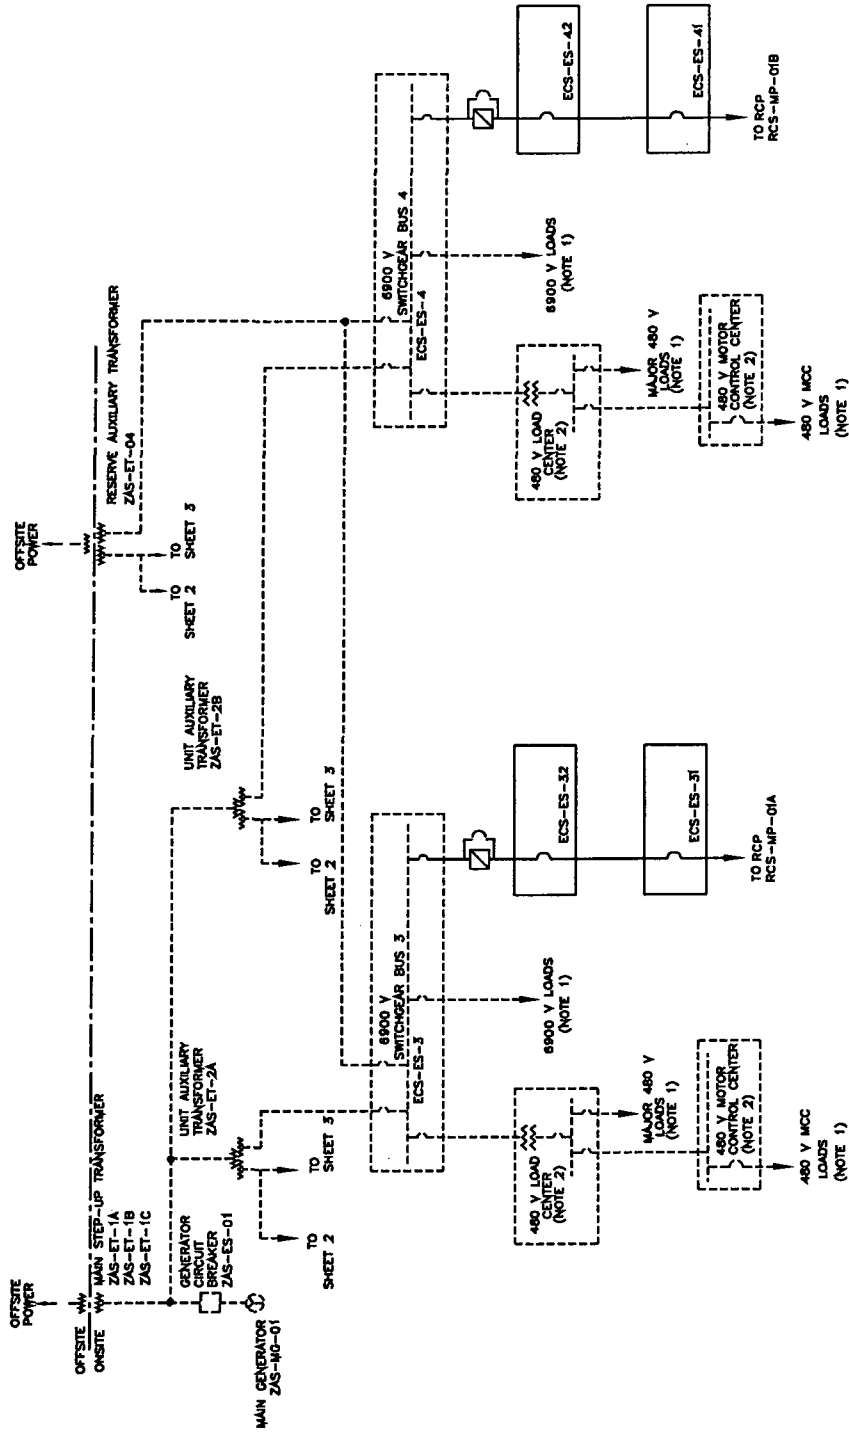 OFFSITE
POWER
OFFSITE
ONSITE
MAIN STEP-UP TRANSFORMER
ZAS-ET-1A
ZAS-ET-1B
ZAS-ET-1C
GENERATOR
CIRCUIT
BREAKER
ZAS-ES-01
MAIN GENERATOR
ZAS-MG-01
UNIT AUXILIARY
TRANSFORMER
ZAS-ET-2A
TO
SHEET 2
TO
SHEET 3
UNIT AUXILIARY
TRANSFORMER
ZAS-ET-2B
TO
SHEET 2
TO
SHEET 3
OFFSITE
POWER
RESERVE AUXILIARY TRANSFORMER
ZAS-ET-04
TO
SHEET 2
TO
SHEET 3
6900 V
SWITCHGEAR BUS 3
ECS-ES-3
480 V LOAD
CENTER
(NOTE 2)
MAJOR 480 V
LOADS
(NOTE 1)
480 V MOTOR
CONTROL CENTER
(NOTE 2)
480 V MCC
LOADS
(NOTE 1)
6900 V LOADS
(NOTE 1)
ECS-ES-32
ECS-ES-31
TO RCP
RCS-MP-01A
6900 V
SWITCHGEAR BUS 4
ECS-ES-4
480 V LOAD
CENTER
(NOTE 2)
MAJOR 480 V
LOADS
(NOTE 1)
480 V MOTOR
CONTROL CENTER
(NOTE 2)
480 V MCC
LOADS
(NOTE 1)
6900 V LOADS
(NOTE 1)
ECS-ES-42
ECS-ES-41
TO RCP
RCS-MP-01B